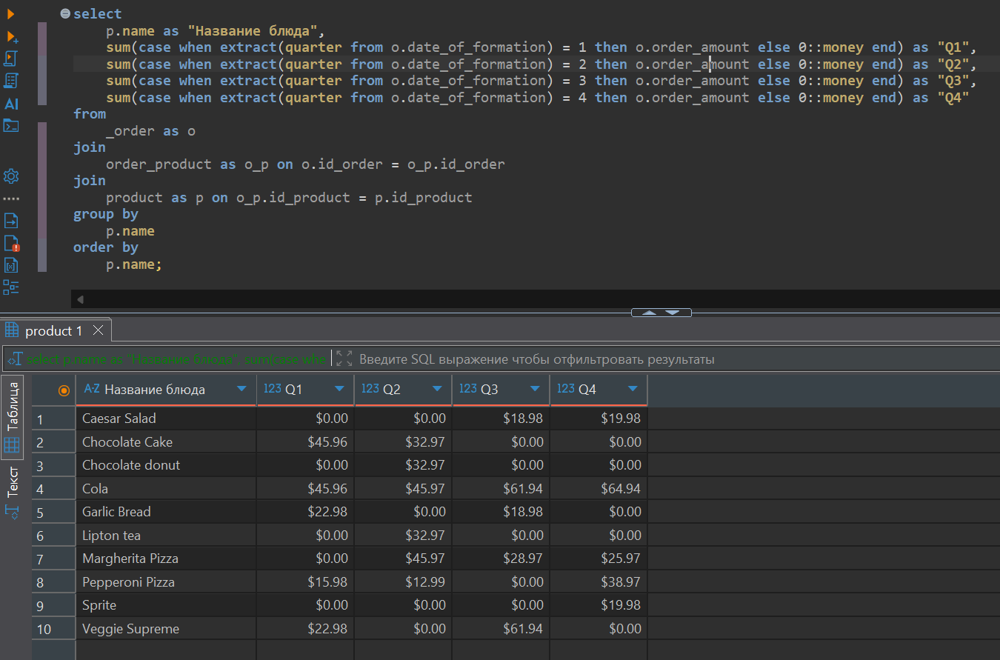 select
p.name as "Название блюда",
sum(case when extract(quarter from o.date_of_formation) = 1 then o.order_amount else 0::money end) as "Q1",
sum(case when extract(quarter from o.date_of_formation) = 2 then o.order_amount else 0::money end) as "Q2",
sum(case when extract(quarter from o.date_of_formation) = 3 then o.order_amount else 0::money end) as "Q3",
sum(case when extract(quarter from o.date_of_formation) = 4 then o.order_amount else 0::money end) as "Q4"
from
_order as o
join
order_product as o_p on o.id_order = o_p.id_order
join
product as p on o_p.id_product = p.id_product
group by
p.name
order by
p.name;
AI
product 1
select p.name as "Название блюда", sum(case whe
Введите SQL выражение чтобы отфильтровать результаты
Таблица
Текст
A-Z Название блюда 123 Q1 123 Q2 123 Q3 123 Q4
1 Caesar Salad $0.00 $0.00 $18.98 $19.98
2 Chocolate Cake $45.96 $32.97 $0.00 $0.00
3 Chocolate donut $0.00 $32.97 $0.00 $0.00
4 Cola $45.96 $45.97 $61.94 $64.94
5 Garlic Bread $22.98 $0.00 $18.98 $0.00
6 Lipton tea $0.00 $32.97 $0.00 $0.00
7 Margherita Pizza $0.00 $45.97 $28.97 $25.97
8 Pepperoni Pizza $15.98 $12.99 $0.00 $38.97
9 Sprite $0.00 $0.00 $0.00 $19.98
10 Veggie Supreme $22.98 $0.00 $61.94 $0.00